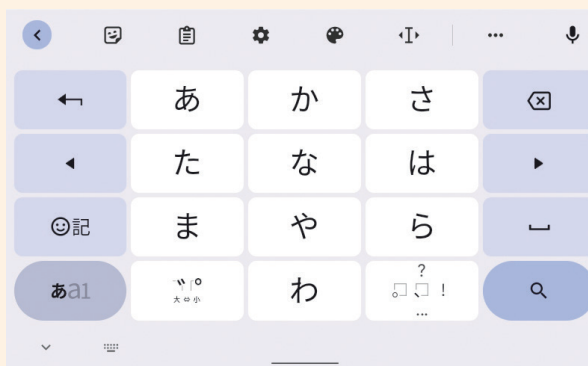 あ か さ
た な は
☺記 ま や ら
あa1 大⇔小 わ 。、?!…